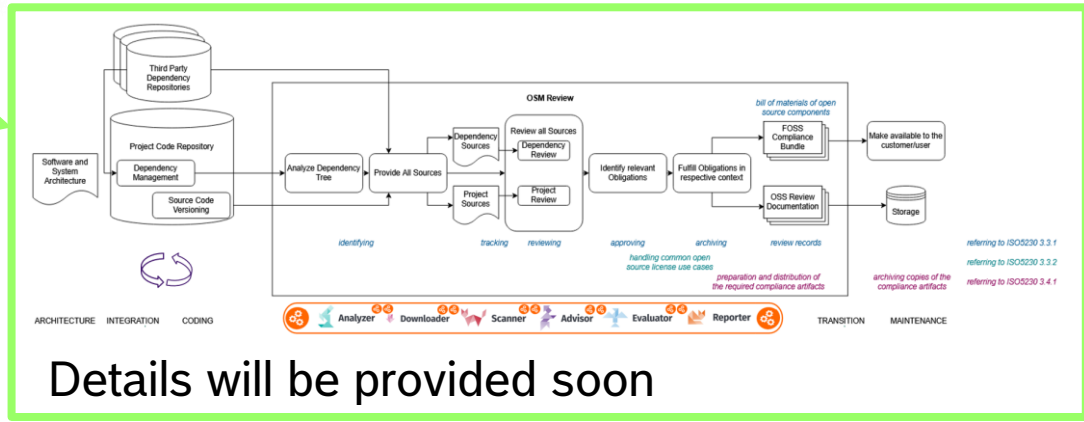 Third Party
Dependency
Repositories
OSM Review
bill of materials of open
source components
Project Code Repository
Software and
System
Architecture
Dependency
Management
Source Code
Versioning
Analyze Dependency
Tree
Provide All Sources
Dependency
Sources
Project
Sources
Review all Sources
Dependency
Review
Project
Review
Identify relevant
Obligations
Fulfill Obligations in
respective context
FOSS
Compliance
Bundle
OSS Review
Documentation
Make available to the
customer/user
Storage
identifying
tracking
reviewing
approving
archiving
review records
referring to ISO5230 3.3.1
handling common open
source license use cases
referring to ISO5230 3.3.2
preparation and distribution of
the required compliance artifacts
archiving copies of the
compliance artifacts
referring to ISO5230 3.4.1
ARCHITECTURE
INTEGRATION
CODING
Analyzer
Downloader
Scanner
Advisor
Evaluator
Reporter
TRANSITION
MAINTENANCE
Details will be provided soon